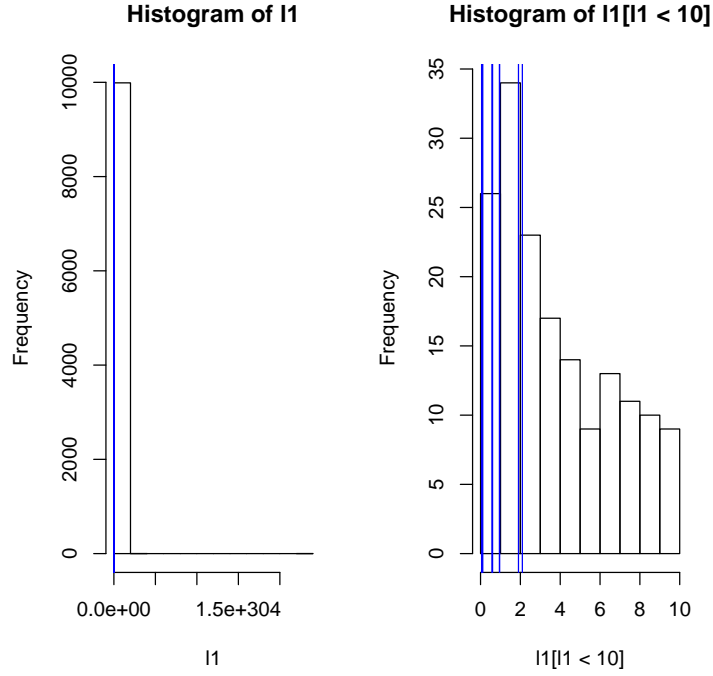 Histogram of l1
Frequency
10000
8000
6000
4000
2000
0
0.0e+00
1.5e+304
l1
Histogram of l1[l1 < 10]
Frequency
35
30
25
20
15
10
5
0
0
2
4
6
8
10
l1[l1 < 10]